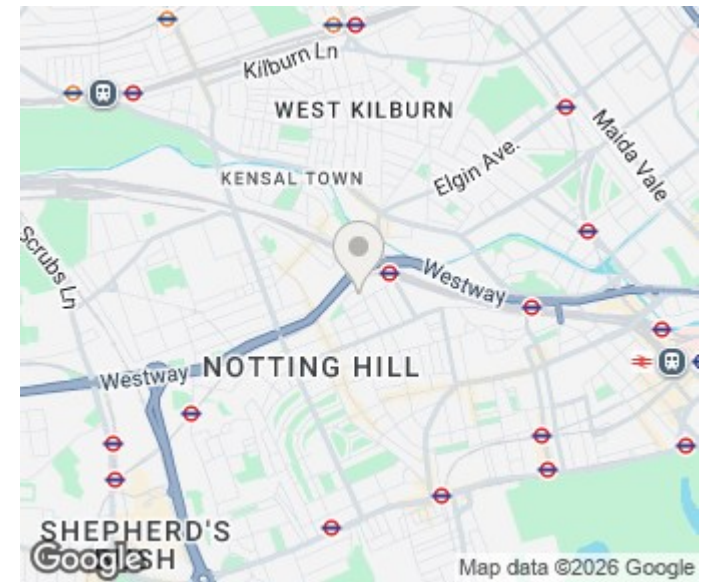 Kilburn Ln
WEST KILBURN
Maida Vale
Elgin Ave.
KENSAL TOWN
Scrubs Ln
Westway
NOTTING HILL
Westway
SHEPHERD'S
BUSH
Google
Map data ©2026 Google